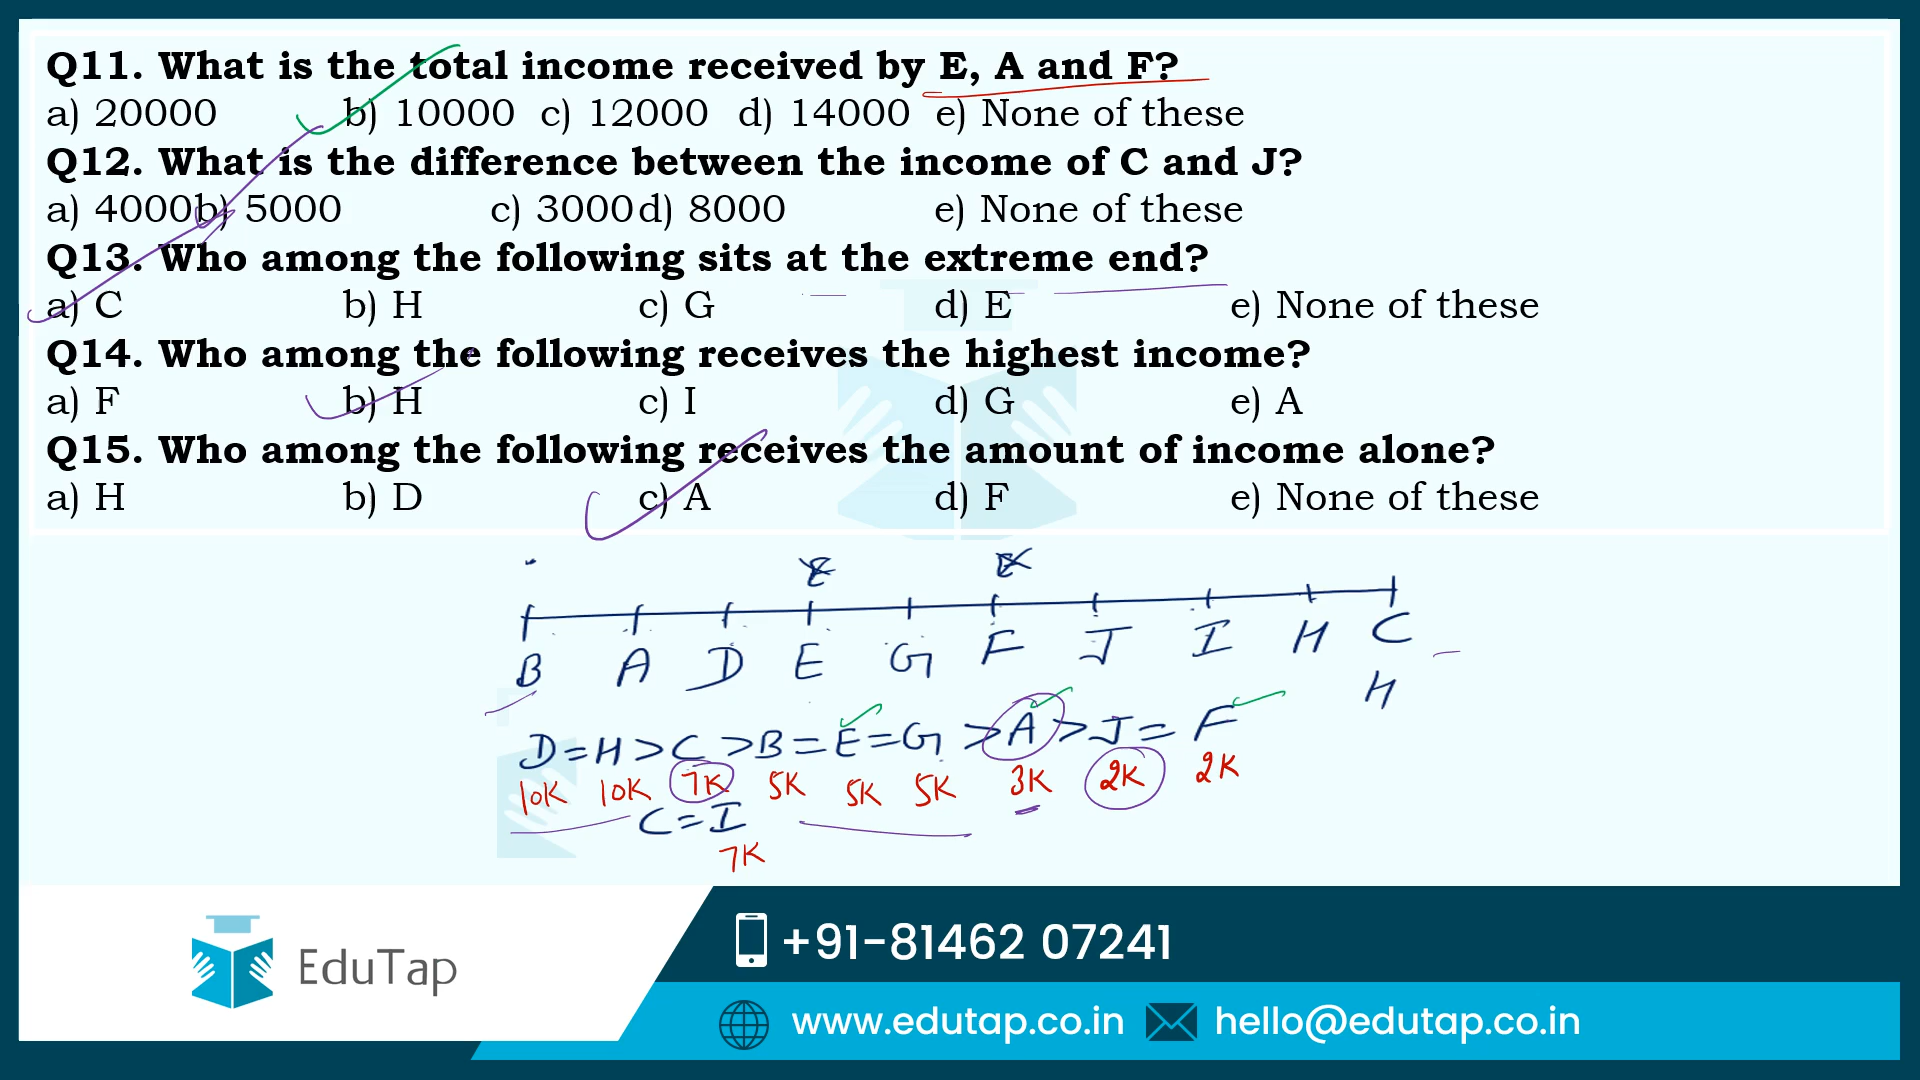 Q11. What is the total income received by E, A and F?
a) 20000 b) 10000 c) 12000 d) 14000 e) None of these
Q12. What is the difference between the income of C and J?
a) 4000 b) 5000 c) 3000 d) 8000 e) None of these
Q13. Who among the following sits at the extreme end?
a) C b) H c) G d) E e) None of these
Q14. Who among the following receives the highest income?
a) F b) H c) I d) G e) A
Q15. Who among the following receives the amount of income alone?
a) H b) D c) A d) F e) None of these
B A D E G F J I H C
H
D = H > C > B = E = G > A > J = F
10K 10K 7K 5K 5K 5K 3K 2K 2K
C = I
7K
EduTap
+91-81462 07241
www.edutap.co.in hello@edutap.co.in